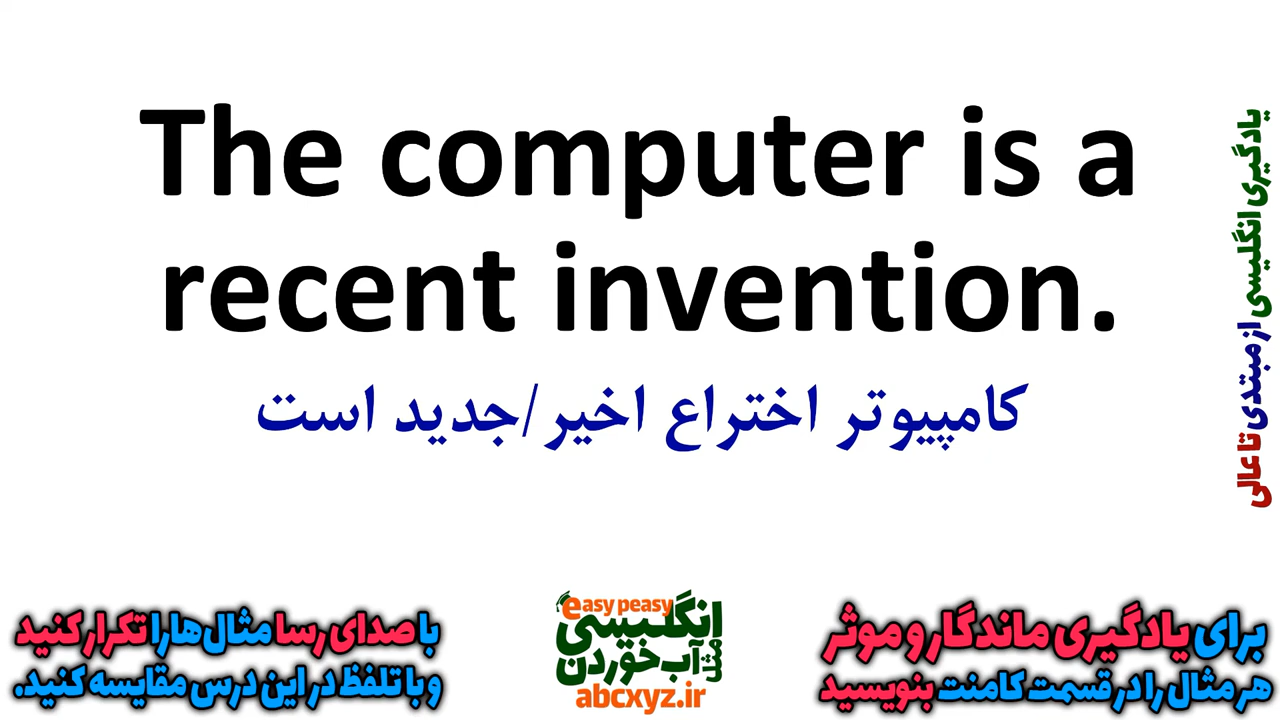 The computer is a
recent invention.
کامپیوتر اختراع اخیر/جدید است
یادگیری انگلیسی از مبتدی تا عالی
برای یادگیری ماندگار و موثر
هر مثال را در قسمت کامنت بنویسید
easy peasy
انگلیسی
مثل آب خوردن
abcxyz.ir
با صدای رسا مثال‌ها را تکرار کنید
و با تلفظ در این درس مقایسه کنید.